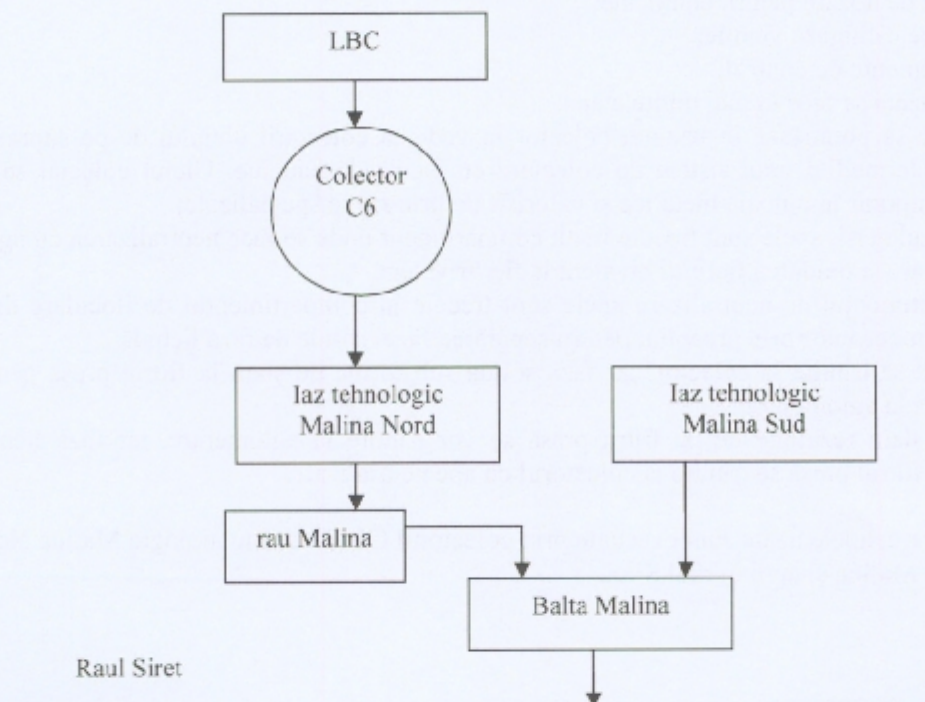 LBC
Colector
C6
Iaz tehnologic
Malina Nord
Iaz tehnologic
Malina Sud
rau Malina
Balta Malina
Raul Siret